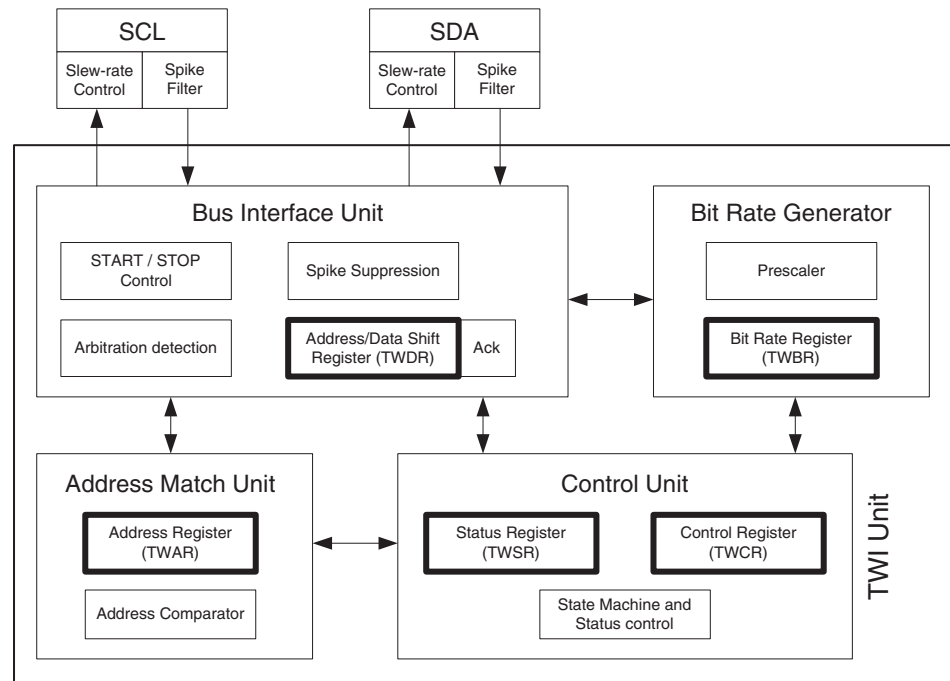 SCL
Slew-rate
Control
Spike
Filter
SDA
Slew-rate
Control
Spike
Filter
Bus Interface Unit
START / STOP
Control
Spike Suppression
Arbitration detection
Address/Data Shift
Register (TWDR)
Ack
Bit Rate Generator
Prescaler
Bit Rate Register
(TWBR)
Address Match Unit
Address Register
(TWAR)
Address Comparator
Control Unit
Status Register
(TWSR)
Control Register
(TWCR)
State Machine and
Status control
TWI Unit